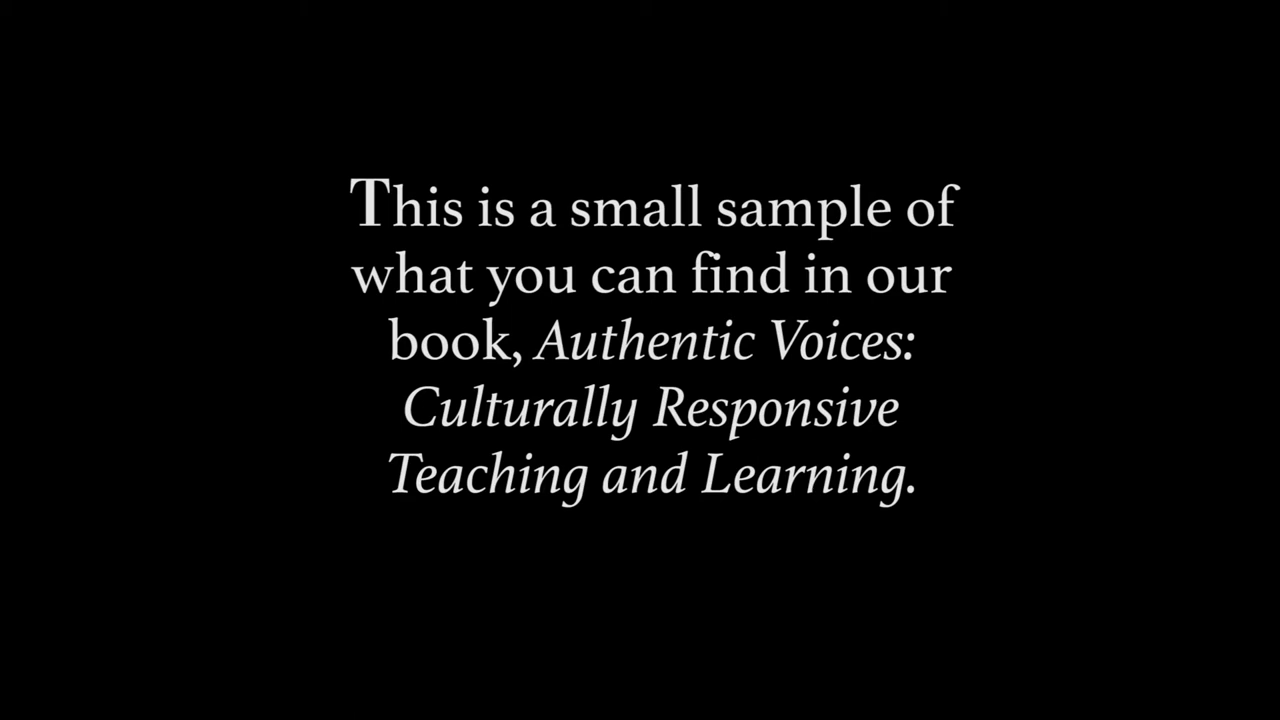 This is a small sample of
what you can find in our
book, Authentic Voices:
Culturally Responsive
Teaching and Learning.